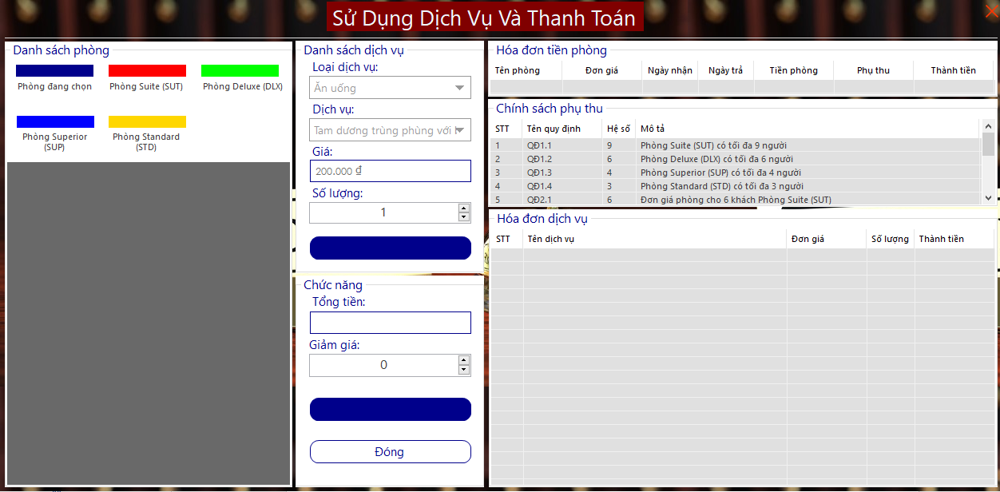 Sử Dụng Dịch Vụ Và Thanh Toán
Danh sách phòng
Phòng đang chọn
Phòng Suite (SUT)
Phòng Deluxe (DLX)
Phòng Superior
(SUP)
Phòng Standard
(STD)
Danh sách dịch vụ
Loại dịch vụ:
Ăn uống
Dịch vụ:
Tam dương trùng phùng với
Giá:
200.000 ₫
Số lượng:
1
Chức năng
Tổng tiền:
Giảm giá:
0
Đóng
Hóa đơn tiền phòng
Tên phòng Đơn giá Ngày nhận Ngày trả Tiền phòng Phụ thu Thành tiền
Chính sách phụ thu
STT Tên quy định Hệ số Mô tả
1 QĐ1.1 9 Phòng Suite (SUT) có tối đa 9 người
2 QĐ1.2 6 Phòng Deluxe (DLX) có tối đa 6 người
3 QĐ1.3 4 Phòng Superior (SUP) có tối đa 4 người
4 QĐ1.4 3 Phòng Standard (STD) có tối đa 3 người
5 QĐ2.1 6 Đơn giá phòng cho 6 khách Phòng Suite (SUT)
Hóa đơn dịch vụ
STT Tên dịch vụ Đơn giá Số lượng Thành tiền